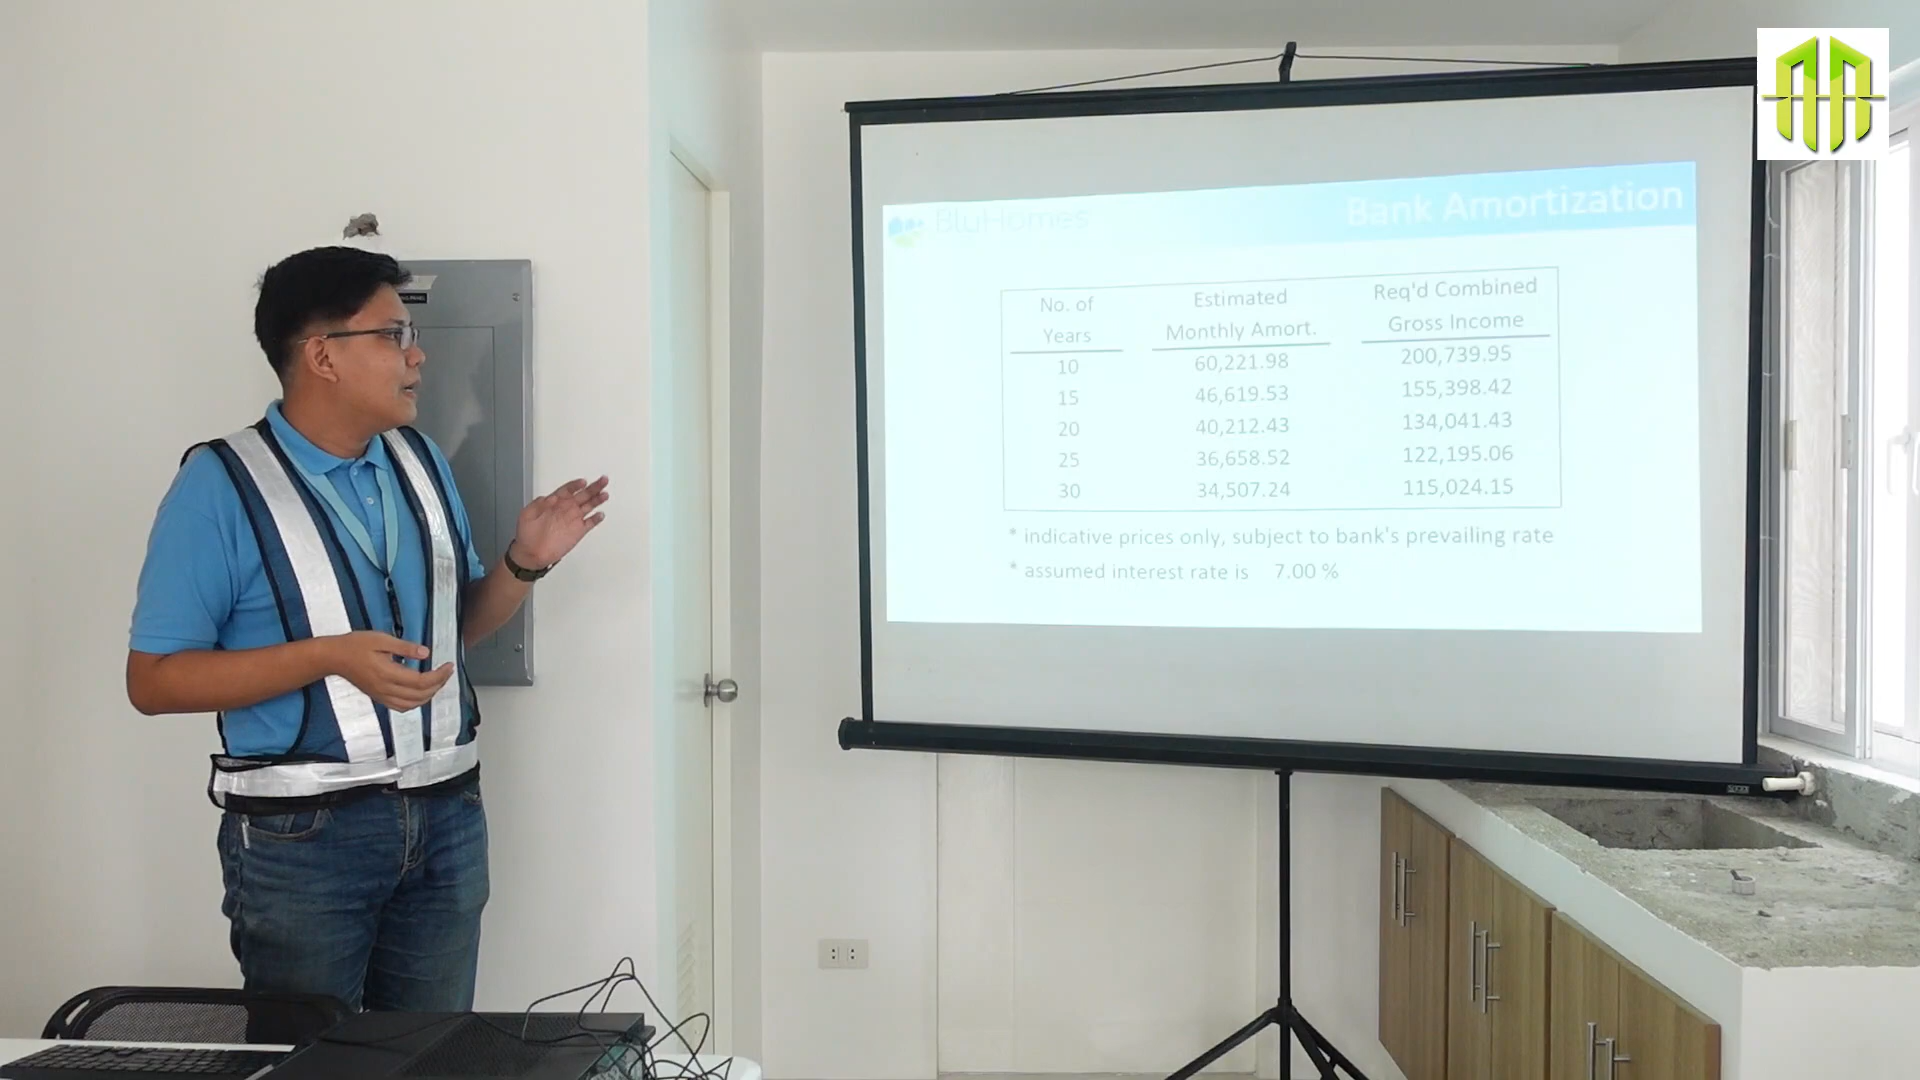 BluHomes
Bank Amortization
No. of Years Estimated Monthly Amort. Req'd Combined Gross Income
10 60,221.98 200,739.95
15 46,619.53 155,398.42
20 40,212.43 134,041.43
25 36,658.52 122,195.06
30 34,507.24 115,024.15
* indicative prices only, subject to bank's prevailing rate
* assumed interest rate is 7.00 %